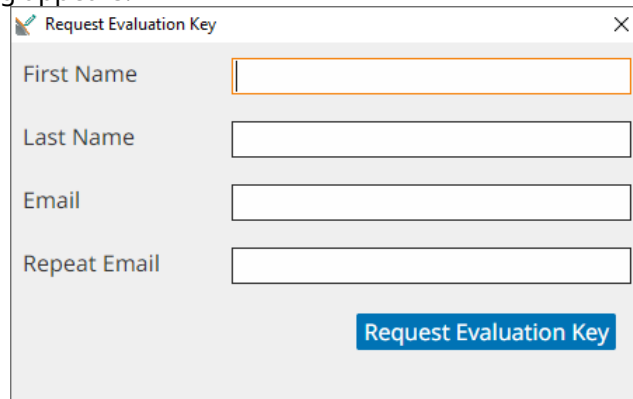 Request Evaluation Key
First Name
Last Name
Email
Repeat Email
Request Evaluation Key